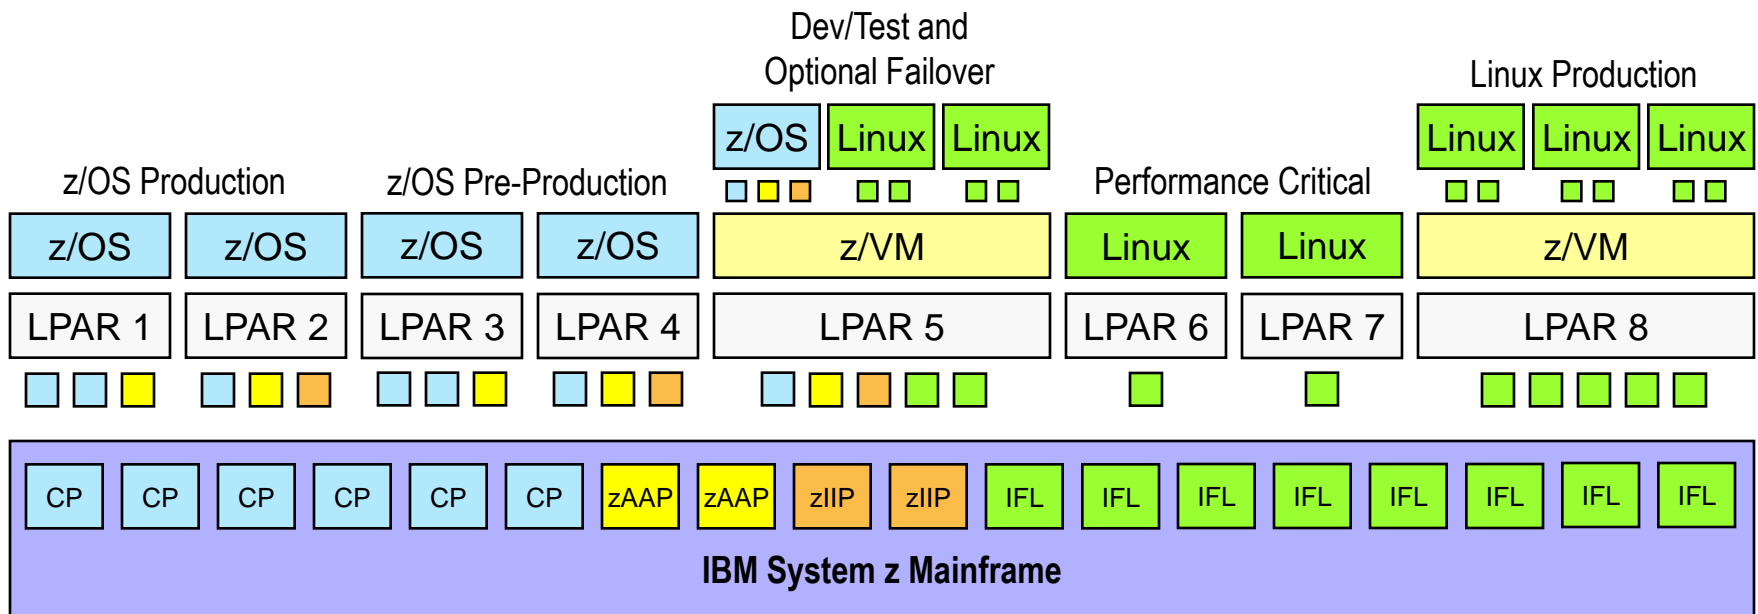 Dev/Test and
Optional Failover
Linux Production
z/OS Linux Linux
Linux Linux Linux
z/OS Production
z/OS Pre-Production
Performance Critical
z/OS z/OS z/OS z/OS z/VM Linux Linux z/VM
LPAR 1 LPAR 2 LPAR 3 LPAR 4 LPAR 5 LPAR 6 LPAR 7 LPAR 8
CP CP CP CP CP CP zAAP zAAP zIIP zIIP IFL IFL IFL IFL IFL IFL IFL IFL
IBM System z Mainframe